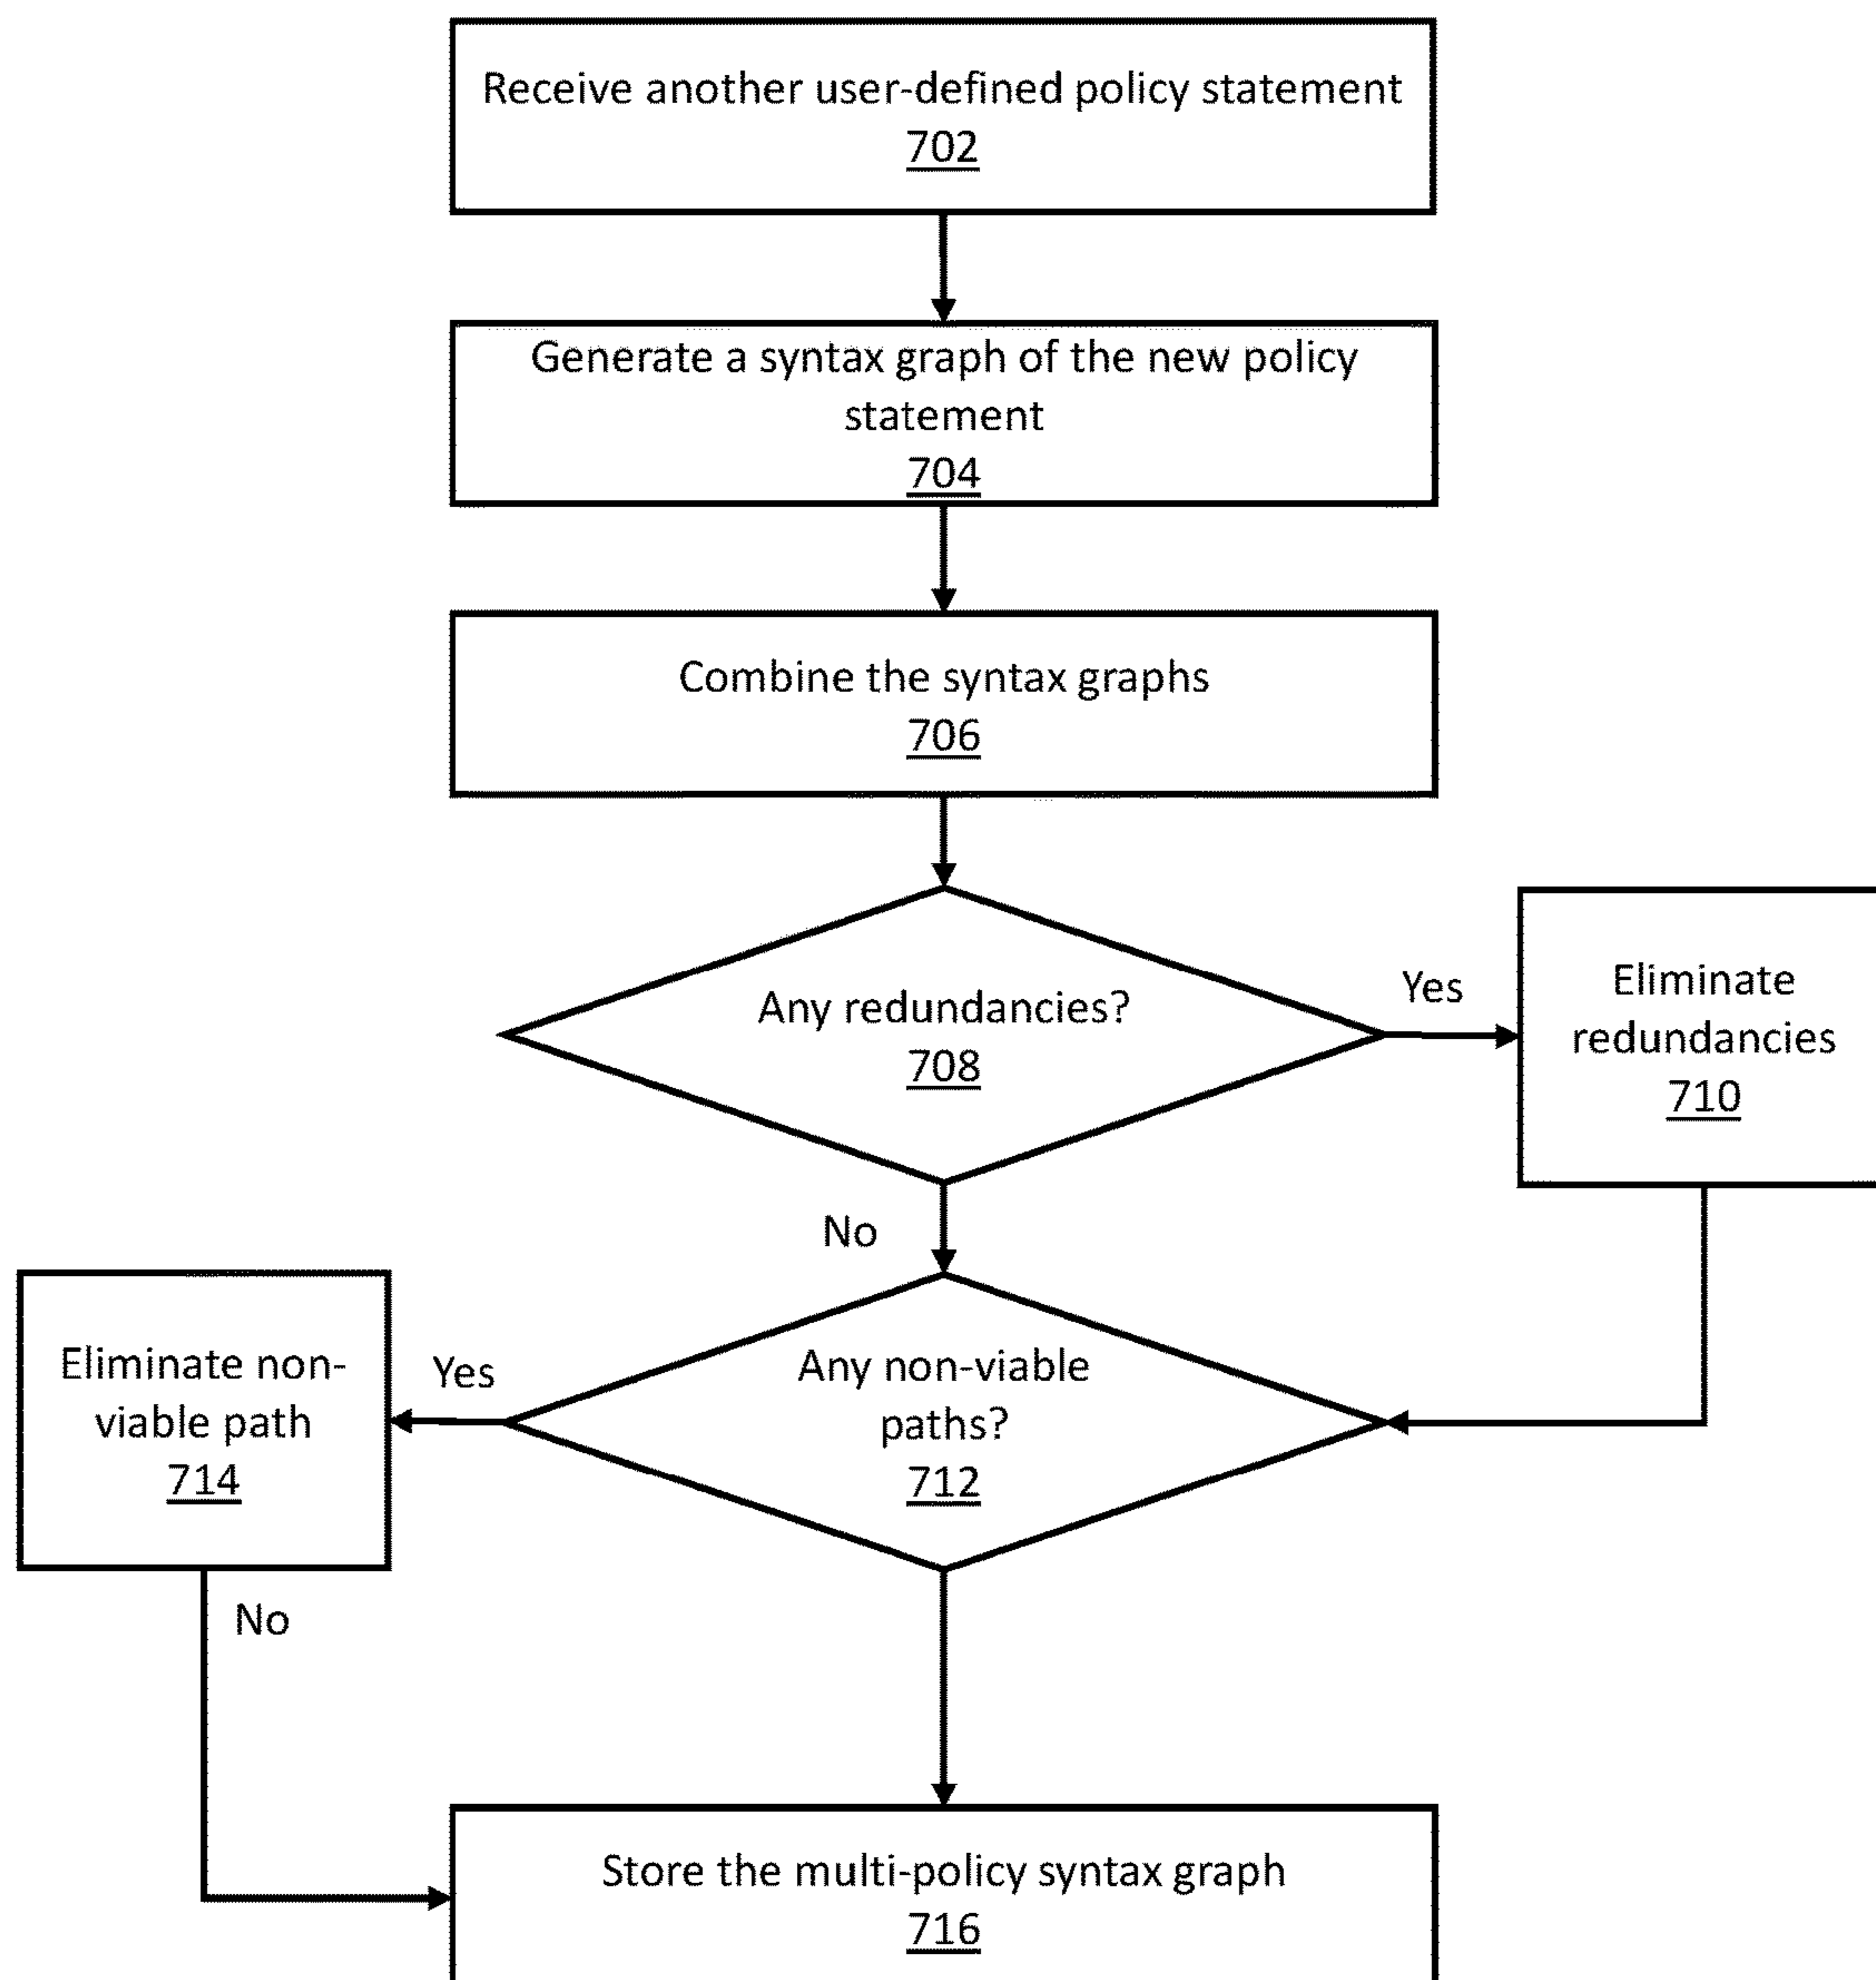 Receive another user-defined policy statement
702
Generate a syntax graph of the new policy
statement
704
Combine the syntax graphs
706
Any redundancies?
708
Yes
Eliminate
redundancies
710
No
Any non-viable
paths?
712
Yes
Eliminate non-
viable path
714
No
Store the multi-policy syntax graph
716